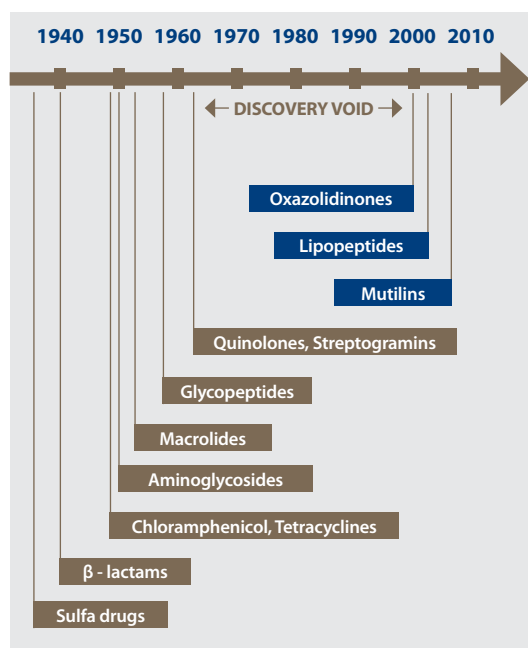 1940 1950 1960 1970 1980 1990 2000 2010
DISCOVERY VOID
Oxazolidinones
Lipopeptides
Mutilins
Quinolones, Streptogramins
Glycopeptides
Macrolides
Aminoglycosides
Chloramphenicol, Tetracyclines
β - lactams
Sulfa drugs